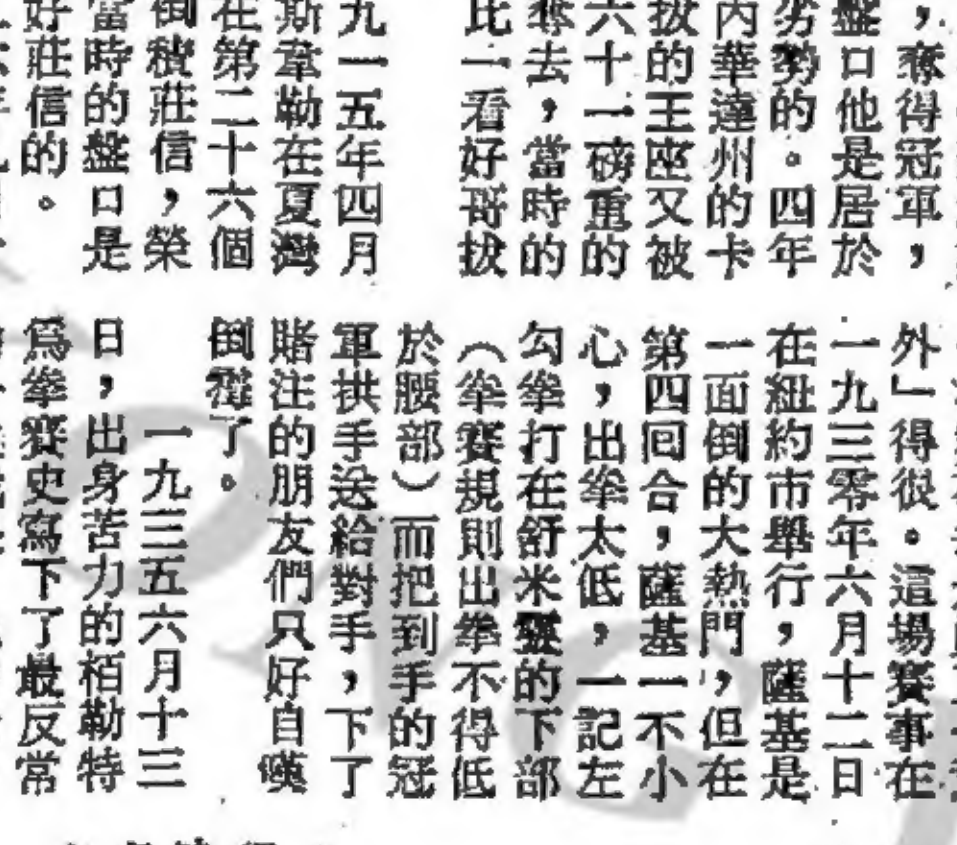 ，奪得冠軍，
盤口他是居於
劣勢的。四年
內華達州的卡
拔的王座又被
六十一磅重的
奪去，當時的
比一看好哥拔
九一五年四月
斯韋勒在夏灣
在第二十六個
倒積莊信，榮
當時的盤口是
好莊信的。
外」得很。這場賽事在
一九三零年六月十二日
在紐約市舉行，薩基是
一面倒的大熱門，但在
第四回合，薩基一不小
心，出拳太低，一記左
勾拳打在舒米靈的下部
（拳賽規則出拳不得低
於腰部）而把到手的冠
軍拱手送給對手，下了
賭注的朋友們只好自嘆
倒霉了。
一九三五六月十三
日，出身苦力的栢勒特
爲拳賽史寫下了最反常